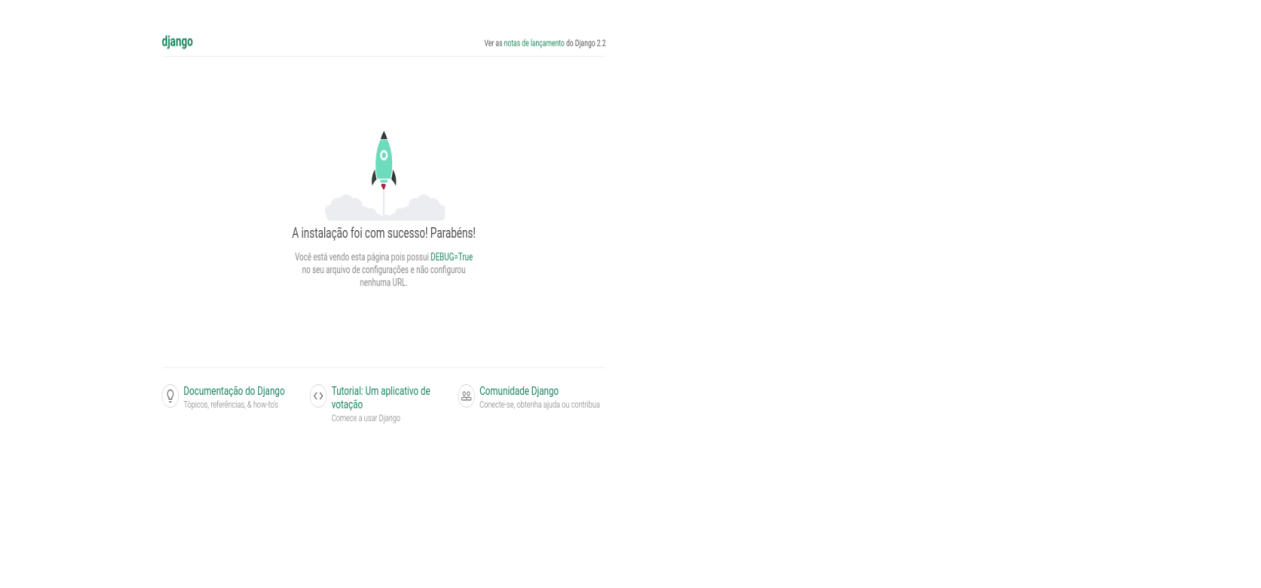 django
Ver as notas de lançamento do Django 2.2
A instalação foi com sucesso! Parabéns!
Você está vendo esta página pois possui DEBUG=True
no seu arquivo de configurações e não configurou
nenhuma URL.
Documentação do Django
Tópicos, referências, & how-to's
Tutorial: Um aplicativo de
votação
Comece a usar Django
Comunidade Django
Conecte-se, obtenha ajuda ou contribua